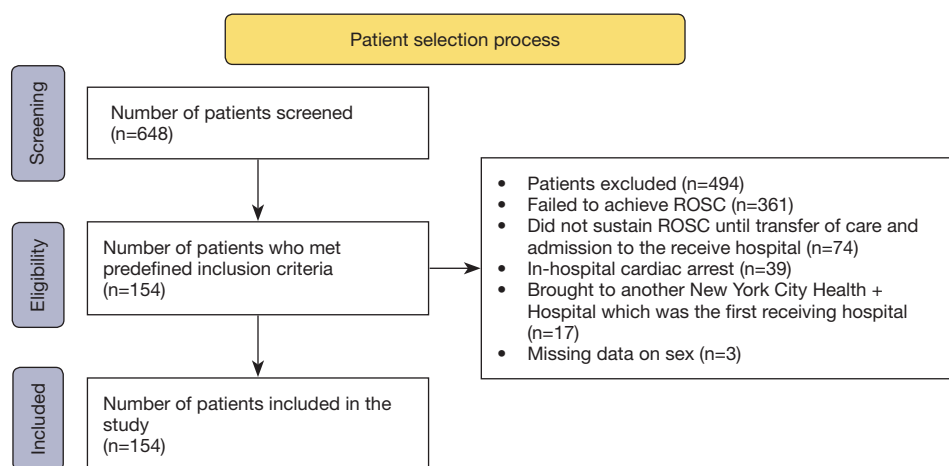 Patient selection process
Screening
Number of patients screened
(n=648)
Eligibility
Number of patients who met
predefined inclusion criteria
(n=154)
• Patients excluded (n=494)
• Failed to achieve ROSC (n=361)
• Did not sustain ROSC until transfer of care and
admission to the receive hospital (n=74)
• In-hospital cardiac arrest (n=39)
• Brought to another New York City Health +
Hospital which was the first receiving hospital
(n=17)
• Missing data on sex (n=3)
Included
Number of patients included in the
study
(n=154)